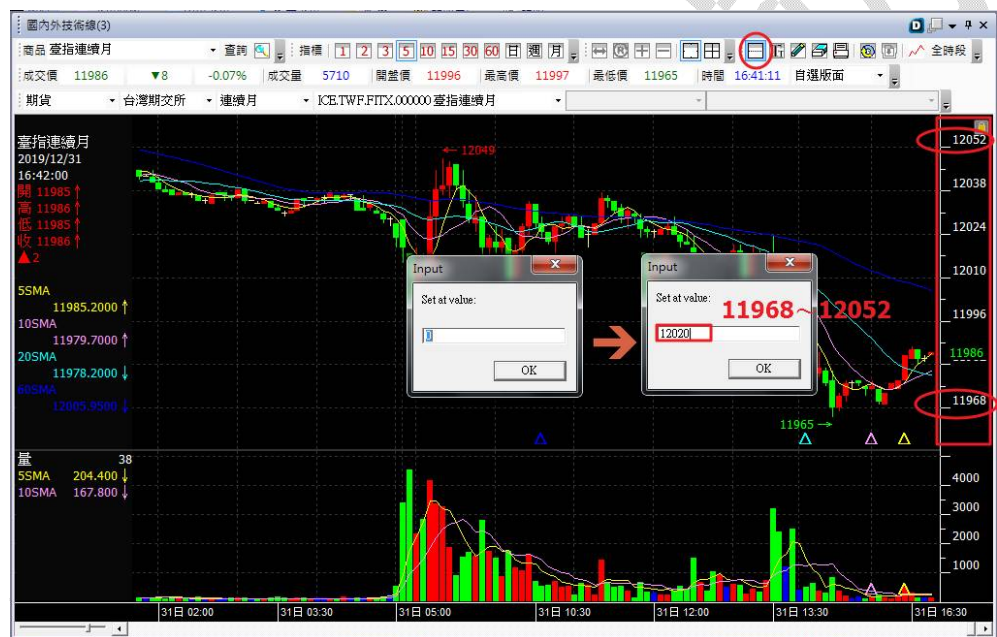 國內外技術線(3)
商品 臺指連續月 查詢 指標 1 2 3 5 10 15 30 60 日 週 月 全時段
成交價 11986 ▼8 -0.07% 成交量 5710 開盤價 11996 最高價 11997 最低價 11965 時間 16:41:11 自選版面
期貨 台灣期交所 連續月 ICE.TWF.FITX.000000 臺指連續月
臺指連續月
2019/12/31
16:42:00
開 11985↑
高 11986↑
低 11985↑
收 11986↑
▲2
5SMA
11985.2000↑
10SMA
11979.7000↑
20SMA
11978.2000↓
60SMA
12005.9500↓
← 12049
Input
Set at value:
0
OK
Input
Set at value:
11968~12052
12020
OK
11965→
12052
12038
12024
12010
11996
11986
11968
量 38
5SMA 204.400↓
10SMA 167.800↓
4000
3000
2000
1000
31日 02:00 31日 03:30 31日 05:00 31日 10:30 31日 12:00 31日 13:30 31日 16:30